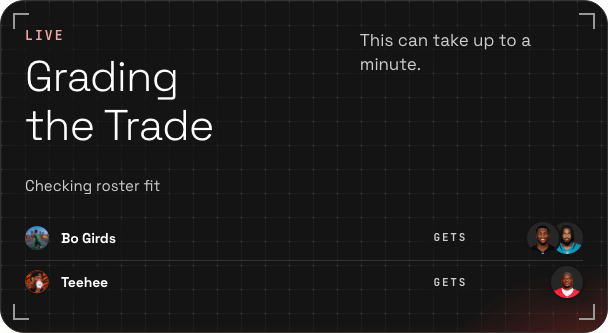 LIVE
Grading
the Trade
This can take up to a
minute.
Checking roster fit
Bo Girds GETS
Teehee GETS